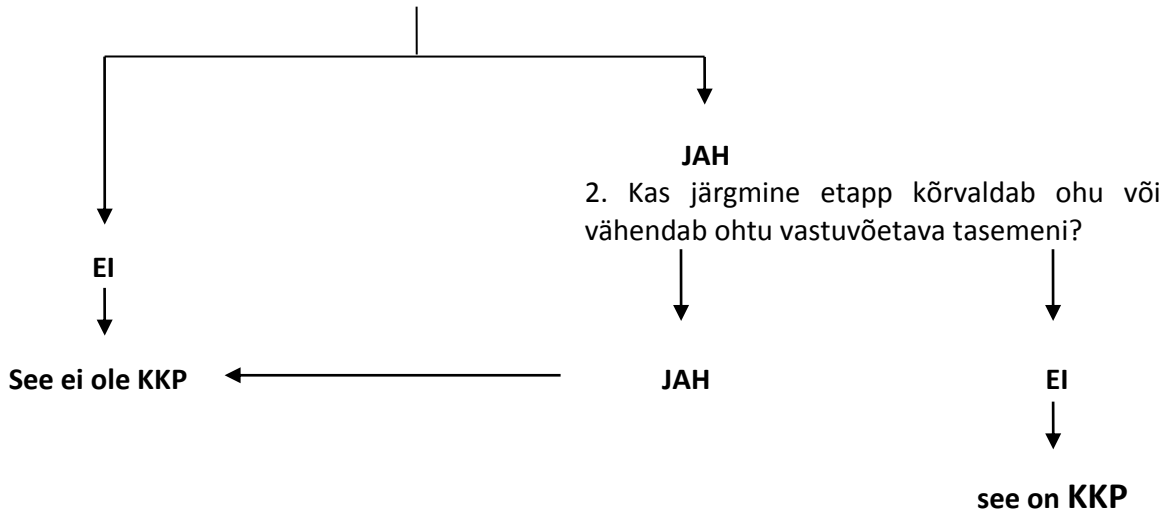 JAH
2. Kas järgmine etapp kõrvaldab ohu või
vähendab ohtu vastuvõetava tasemeni?
EI
See ei ole KKP
JAH
EI
see on KKP